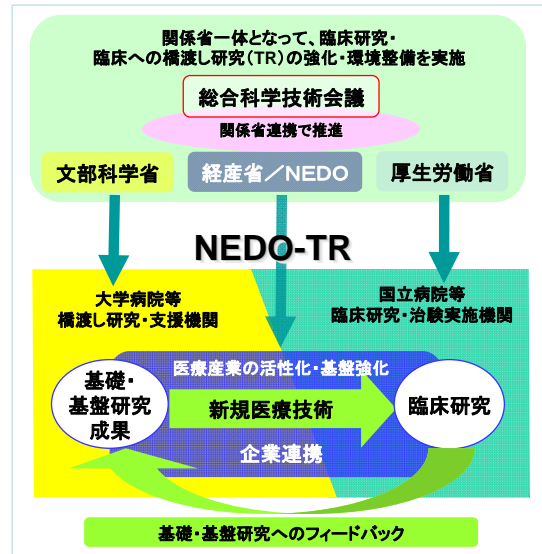 関係省一体となって、臨床研究・
臨床への橋渡し研究(TR)の強化・環境整備を実施
総合科学技術会議
関係省連携で推進
文部科学省
経産省／NEDO
厚生労働省
NEDO-TR
大学病院等
橋渡し研究・支援機関
国立病院等
臨床研究・治験実施機関
医療産業の活性化・基盤強化
基礎・
基盤研究
成果
新規医療技術
臨床研究
企業連携
基礎・基盤研究へのフィードバック